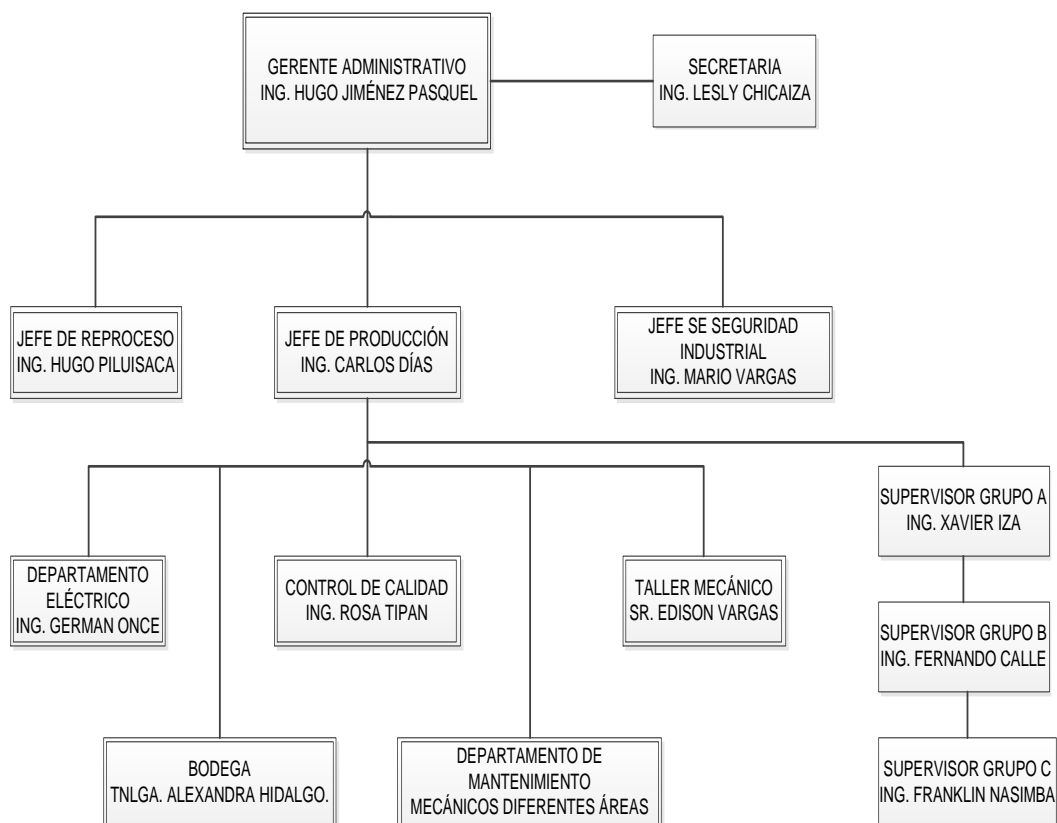 GERENTE ADMINISTRATIVO
ING. HUGO JIMÉNEZ PASQUEL
SECRETARIA
ING. LESLY CHICAIZA
JEFE DE REPROCESO
ING. HUGO PILUISACA
JEFE DE PRODUCCIÓN
ING. CARLOS DÍAS
JEFE SE SEGURIDAD
INDUSTRIAL
ING. MARIO VARGAS
SUPERVISOR GRUPO A
ING. XAVIER IZA
DEPARTAMENTO
ELÉCTRICO
ING. GERMAN ONCE
CONTROL DE CALIDAD
ING. ROSA TIPAN
TALLER MECÁNICO
SR. EDISON VARGAS
SUPERVISOR GRUPO B
ING. FERNANDO CALLE
BODEGA
TNLGA. ALEXANDRA HIDALGO.
DEPARTAMENTO DE
MANTENIMIENTO
MECÁNICOS DIFERENTES ÁREAS
SUPERVISOR GRUPO C
ING. FRANKLIN NASIMBA